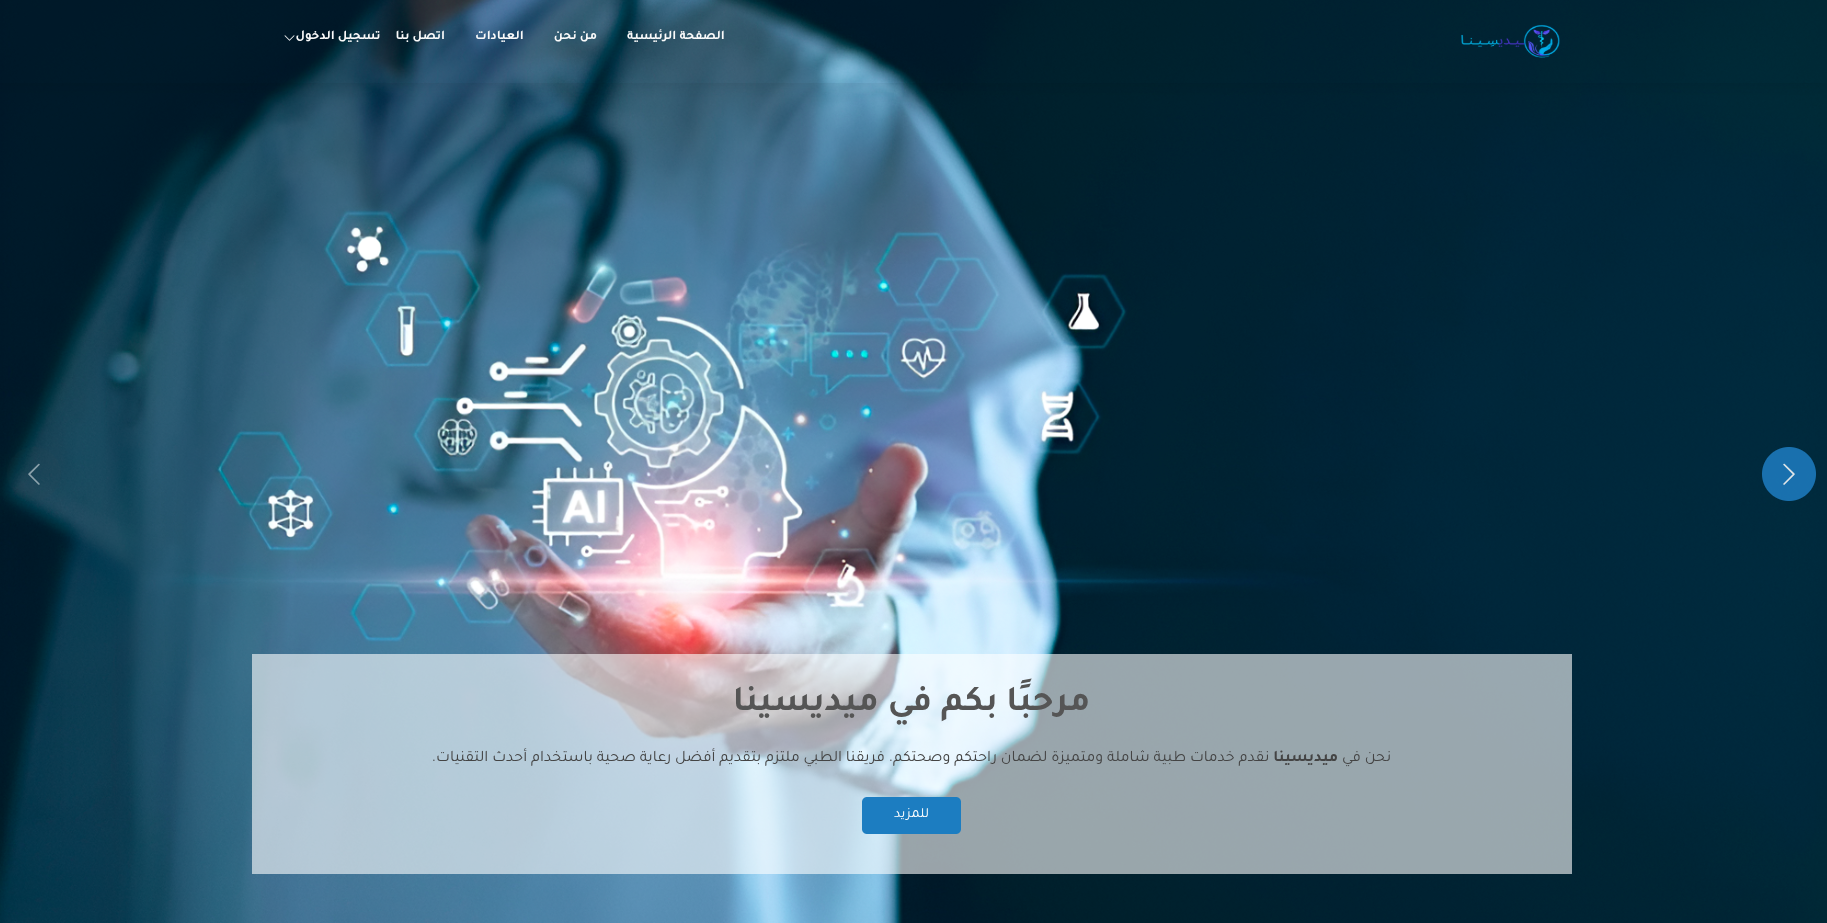 ميديسينا
الصفحة الرئيسية
من نحن
العيادات
اتصل بنا
تسجيل الدخول
AI
مرحبًا بكم في ميديسينا
نحن في ميديسينا نقدم خدمات طبية شاملة ومتميزة لضمان راحتكم وصحتكم. فريقنا الطبي ملتزم بتقديم أفضل رعاية صحية باستخدام أحدث التقنيات.
للمزيد